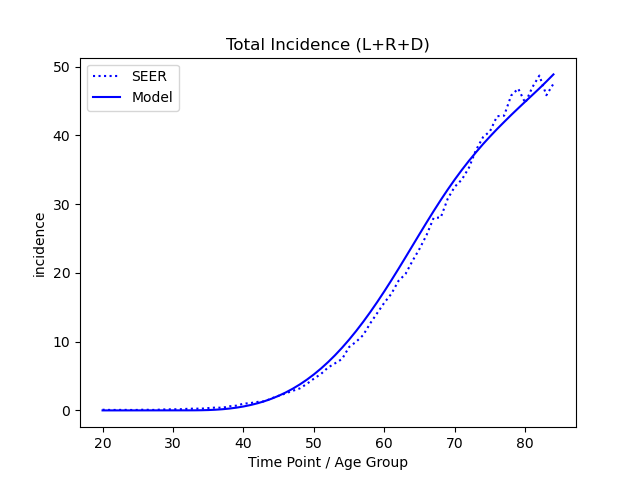 Total Incidence (L+R+D)
SEER
Model
50
40
30
20
10
0
incidence
20 30 40 50 60 70 80
Time Point / Age Group